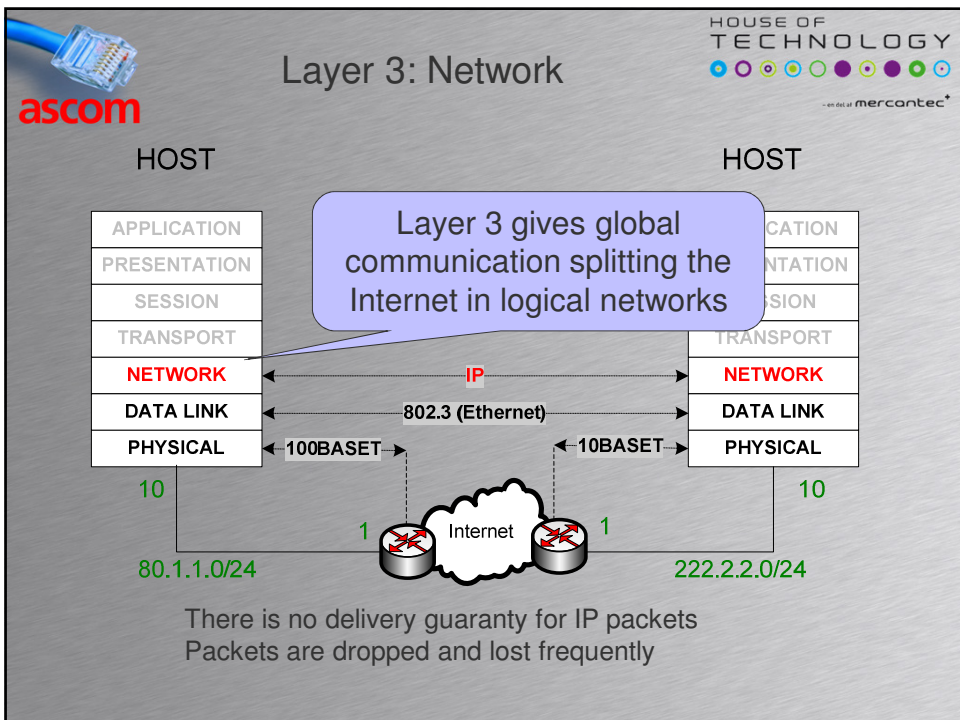 HOUSE OF
TECHNOLOGY
- en del af mercantec+
ascom
Layer 3: Network
HOST
HOST
Layer 3 gives global
communication splitting the
Internet in logical networks
APPLICATION
PRESENTATION
SESSION
TRANSPORT
NETWORK
DATA LINK
PHYSICAL
CATION
NTATION
SSION
TRANSPORT
NETWORK
DATA LINK
PHYSICAL
IP
802.3 (Ethernet)
100BASET
10BASET
10
10
1
Internet
1
80.1.1.0/24
222.2.2.0/24
There is no delivery guaranty for IP packets
Packets are dropped and lost frequently